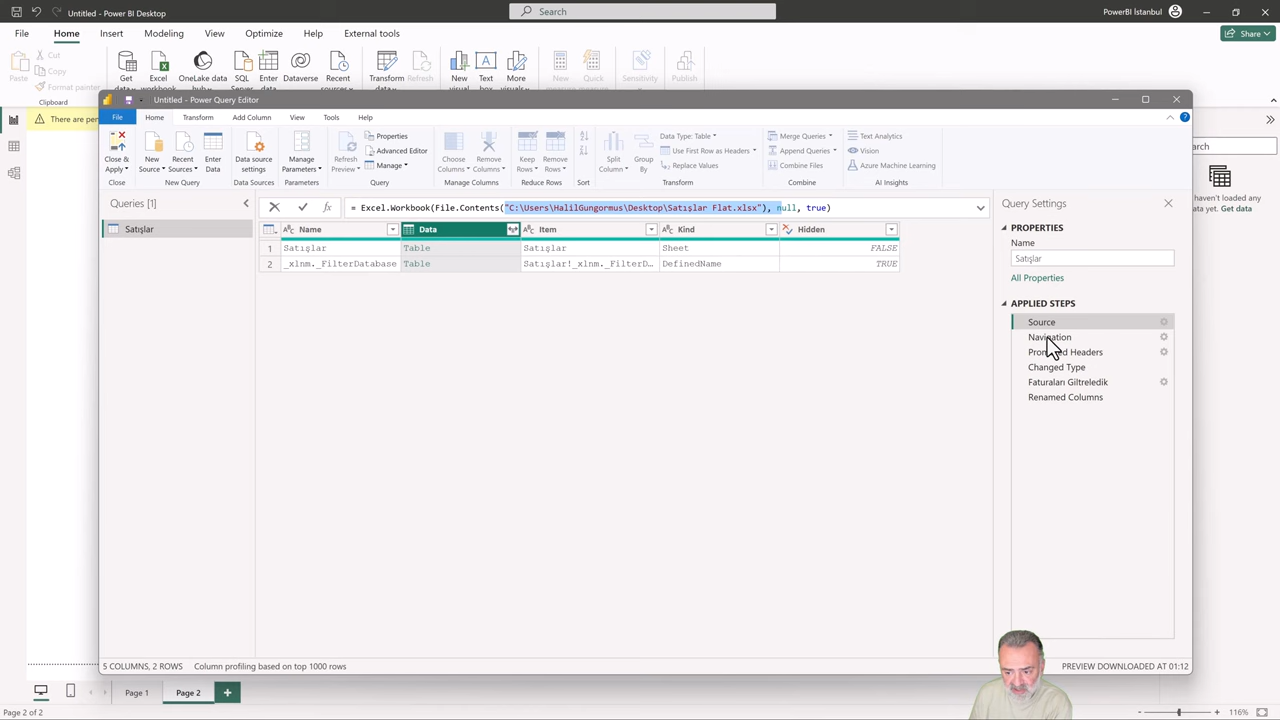 Untitled - Power BI Desktop
Search
PowerBI İstanbul
File Home Insert Modeling View Optimize Help External tools
Share
Paste
Cut
Copy
Format painter
Clipboard
Get data
Excel workbook
OneLake data hub
SQL Server
Enter data
Dataverse
Recent sources
Transform data
Refresh
New visual
Text box
More visuals
New measure
Quick measure
Sensitivity
Publish
There are pen
Untitled - Power Query Editor
File Home Transform Add Column View Tools Help
Close & Apply
New Source
Recent Sources
Enter Data
Data source settings
Manage Parameters
Refresh Preview
Properties
Advanced Editor
Manage
Choose Columns
Remove Columns
Keep Rows
Remove Rows
Split Column
Group By
Data Type: Table
Use First Row as Headers
Replace Values
Merge Queries
Append Queries
Combine Files
Text Analytics
Vision
Azure Machine Learning
Close
New Query
Data Sources
Parameters
Query
Manage Columns
Reduce Rows
Sort
Transform
Combine
AI Insights
Queries [1]
Satışlar
= Excel.Workbook(File.Contents("C:\Users\HalilGungormus\Desktop\Satışlar Flat.xlsx"), null, true)
Name Data Item Kind Hidden
1 Satışlar Table Satışlar Sheet FALSE
2 _xlnm._FilterDatabase Table Satışlar!_xlnm._FilterD... DefinedName TRUE
Query Settings
PROPERTIES
Name
Satışlar
All Properties
APPLIED STEPS
Source
Navigation
Headers
Changed Type
Faturaları Giltreledik
Renamed Columns
arch
haven't loaded any
data yet. Get data
5 COLUMNS, 2 ROWS
Column profiling based on top 1000 rows
PREVIEW DOWNLOADED AT 01:12
Page 1
Page 2
Page 2 of 2
116%